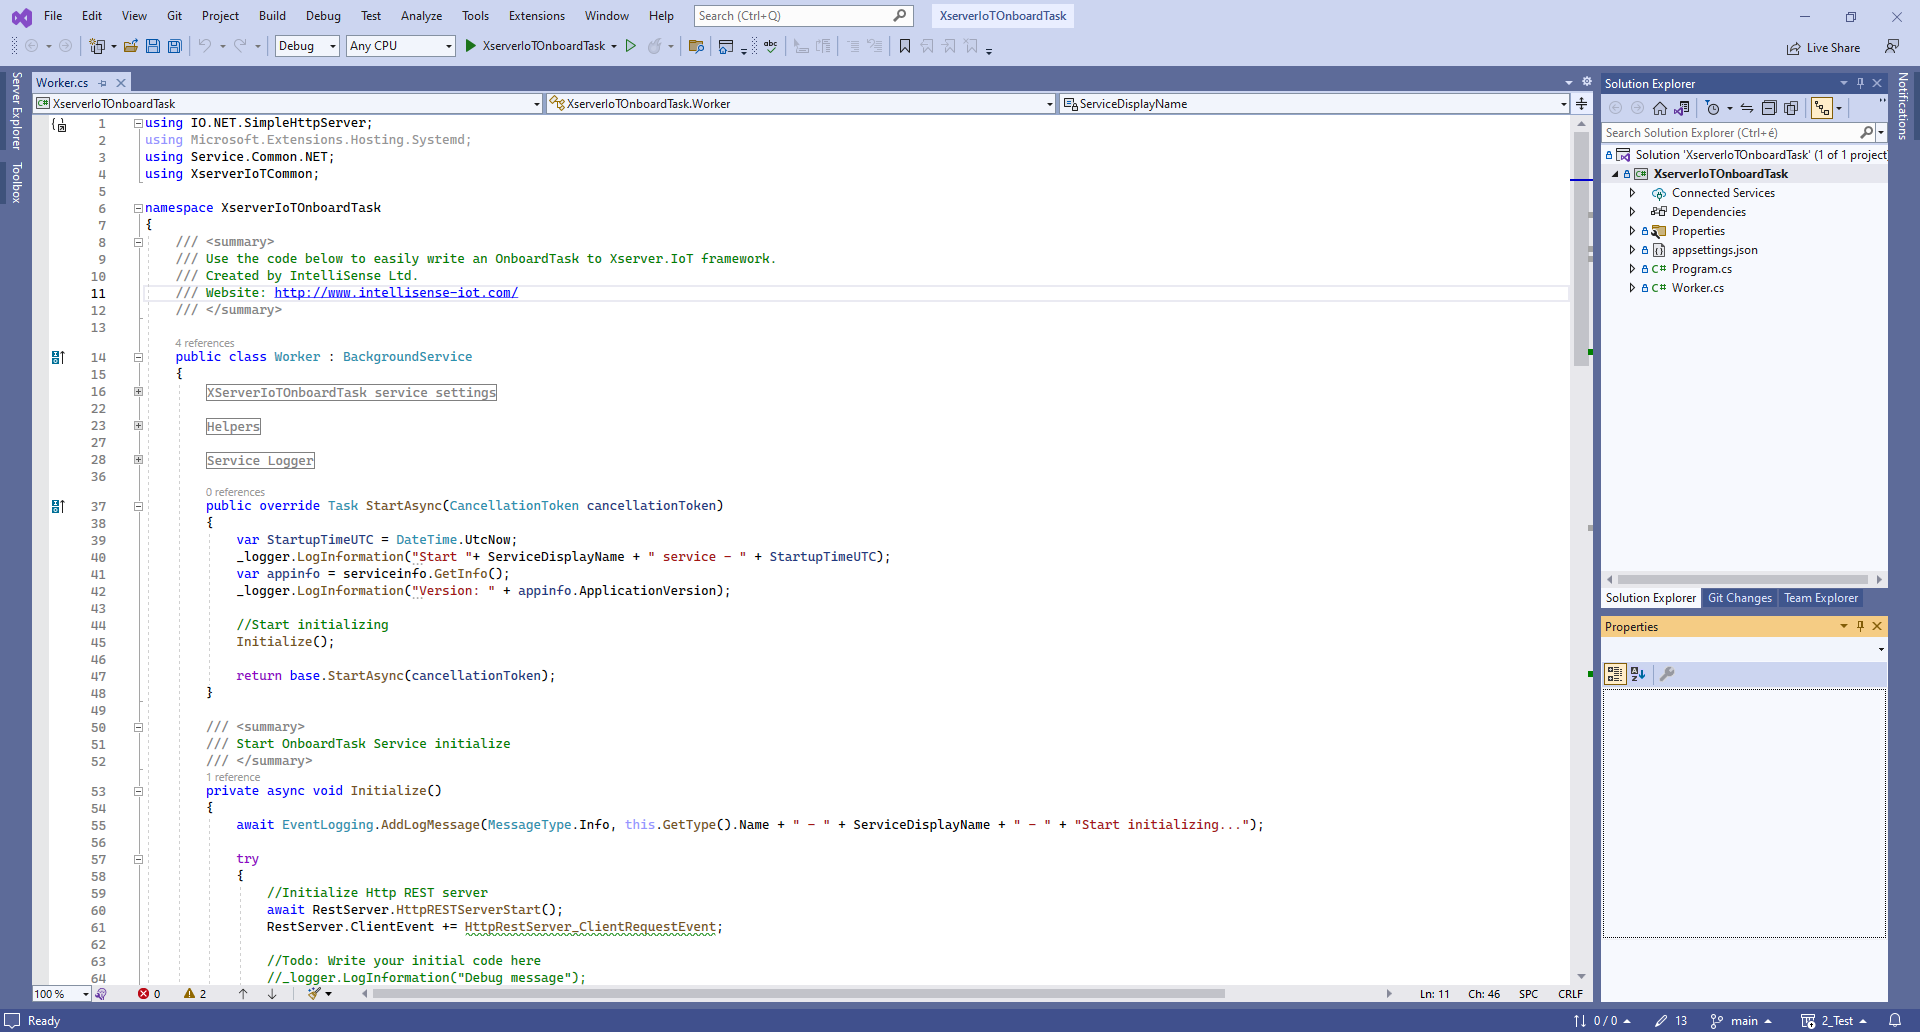 File Edit View Git Project Build Debug Test Analyze Tools Extensions Window Help Search (Ctrl+Q) XserverIoTOnboardTask
Debug Any CPU XserverIoTOnboardTask Live Share
Server Explorer
Toolbox
Worker.cs
XserverIoTOnboardTask XserverIoTOnboardTask.Worker ServiceDisplayName
1 using IO.NET.SimpleHttpServer;
2 using Microsoft.Extensions.Hosting.Systemd;
3 using Service.Common.NET;
4 using XserverIoTCommon;
5
6 namespace XserverIoTOnboardTask
7 {
8 /// <summary>
9 /// Use the code below to easily write an OnboardTask to Xserver.IoT framework.
10 /// Created by IntelliSense Ltd.
11 /// Website: http://www.intellisense-iot.com/
12 /// </summary>
13
4 references
14 public class Worker : BackgroundService
15 {
16 XServerIoTOnboardTask service settings
22
23 Helpers
27
28 Service Logger
36
0 references
37 public override Task StartAsync(CancellationToken cancellationToken)
38 {
39 var StartupTimeUTC = DateTime.UtcNow;
40 _logger.LogInformation("Start "+ ServiceDisplayName + " service - " + StartupTimeUTC);
41 var appinfo = serviceinfo.GetInfo();
42 _logger.LogInformation("Version: " + appinfo.ApplicationVersion);
43
44 //Start initializing
45 Initialize();
46
47 return base.StartAsync(cancellationToken);
48 }
49
50 /// <summary>
51 /// Start OnboardTask Service initialize
52 /// </summary>
1 reference
53 private async void Initialize()
54 {
55 await EventLogging.AddLogMessage(MessageType.Info, this.GetType().Name + " - " + ServiceDisplayName + " - " + "Start initializing...");
56
57 try
58 {
59 //Initialize Http REST server
60 await RestServer.HttpRESTServerStart();
61 RestServer.ClientEvent += HttpRestServer_ClientRequestEvent;
62
63 //Todo: Write your initial code here
64 //_logger.LogInformation("Debug message");
100 % 0 2 Ln: 11 Ch: 46 SPC CRLF
Solution Explorer
Search Solution Explorer (Ctrl+é)
Solution 'XserverIoTOnboardTask' (1 of 1 project
XserverIoTOnboardTask
Connected Services
Dependencies
Properties
appsettings.json
Program.cs
Worker.cs
Solution Explorer Git Changes Team Explorer
Properties
Notifications
Ready 0 / 0 13 main 2_Test